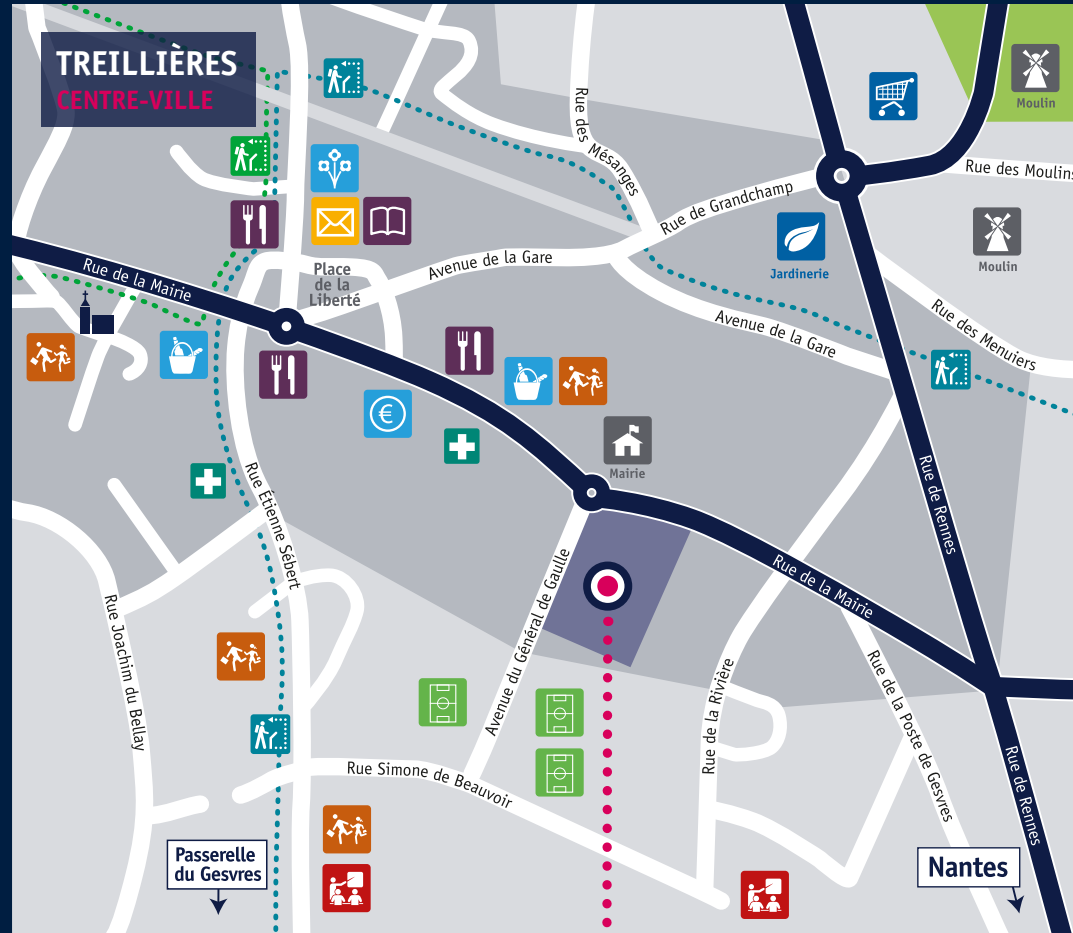 TREILLIÈRES
CENTRE-VILLE
Moulin
Rue des Mésanges
Rue des Moulins
Rue de Grandchamp
Jardinerie
Moulin
Rue de la Mairie
Place
de la
Liberté
Avenue de la Gare
Avenue de la Gare
Rue des Menuiers
€
Mairie
Rue Étienne Sébert
Rue de Rennes
Avenue du Général de Gaulle
Rue de la Mairie
Rue Joachim du Bellay
Rue de la Rivière
Rue de la Poste de Gesvres
Rue Simone de Beauvoir
Rue de Rennes
Passerelle
du Gesvres
Nantes